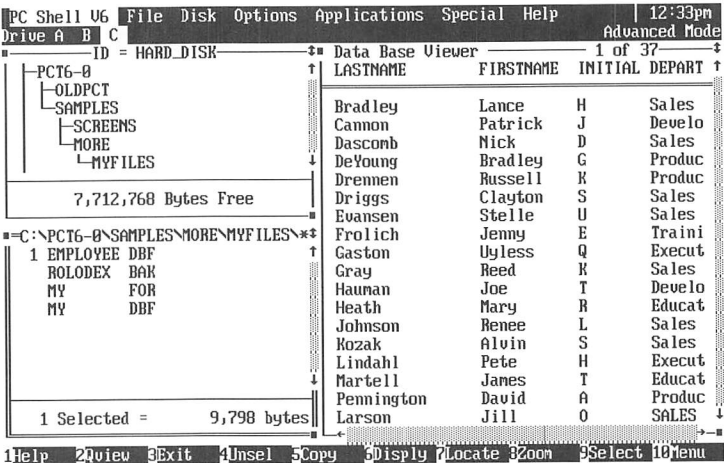 PC Shell V6 File Disk Options Applications Special Help 12:33pm
Drive A B C Advanced Mode
ID = HARD_DISK
PCT6-0
OLDPCT
SAMPLES
SCREENS
MORE
MYFILES
7,712,768 Bytes Free
C:\PCT6-0\SAMPLES\MORE\MYFILES\*
1 EMPLOYEE DBF
ROLODEX BAK
MY FOR
MY DBF
1 Selected = 9,798 bytes
Data Base Viewer 1 of 37
LASTNAME FIRSTNAME INITIAL DEPART
Bradley Lance H Sales
Cannon Patrick J Develo
Dascomb Nick D Sales
DeYoung Bradley G Produc
Drennen Russell K Produc
Driggs Clayton S Sales
Evansen Stelle U Sales
Frolich Jenny E Traini
Gaston Uyless Q Execut
Gray Reed K Sales
Hauman Joe T Develo
Heath Mary R Educat
Johnson Renee L Sales
Kozak Alvin S Sales
Lindahl Pete H Execut
Martell James T Educat
Pennington David A Produc
Larson Jill O SALES
1Help 2Qview 3Exit 4Unsel 5Copy 6Disply 7Locate 8Zoom 9Select 10Menu